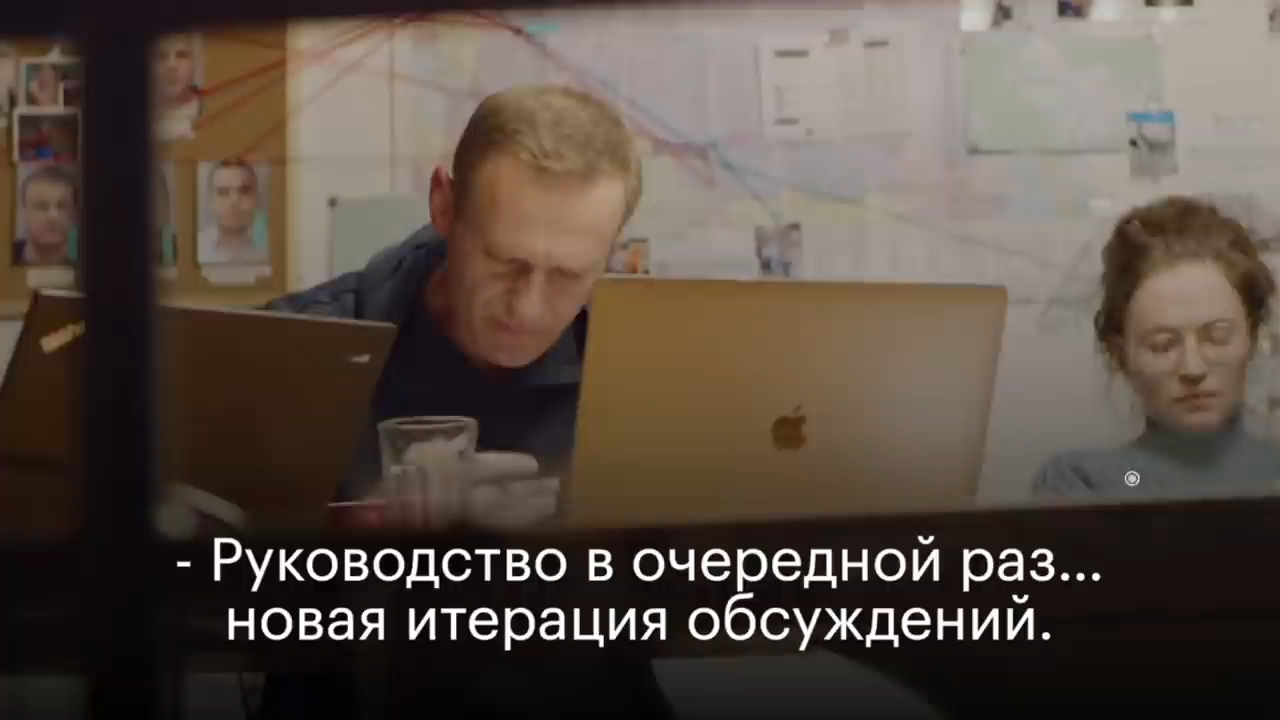 - Руководство в очередной раз...
новая итерация обсуждений.